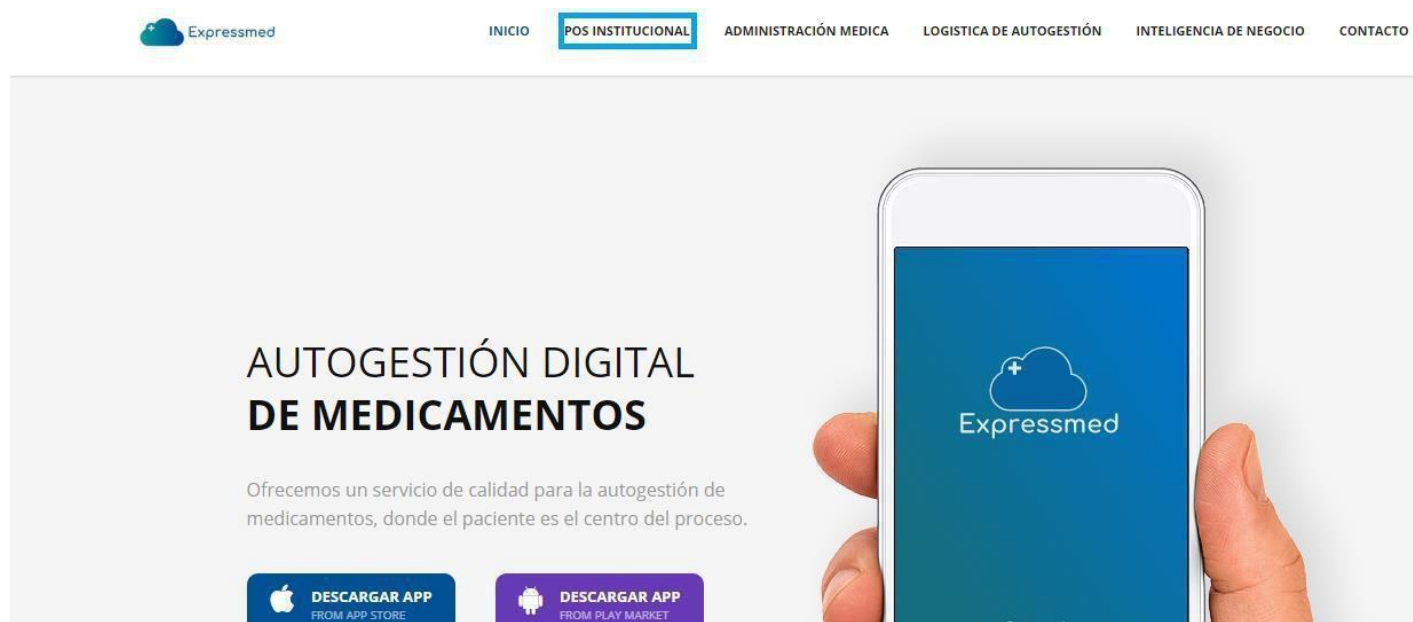 Expressmed
INICIO
POS INSTITUCIONAL
ADMINISTRACIÓN MEDICA
LOGISTICA DE AUTOGESTIÓN
INTELIGENCIA DE NEGOCIO
CONTACTO
AUTOGESTIÓN DIGITAL
DE MEDICAMENTOS
Ofrecemos un servicio de calidad para la autogestión de
medicamentos, donde el paciente es el centro del proceso.
DESCARGAR APP
FROM APP STORE
DESCARGAR APP
FROM PLAY MARKET
Expressmed